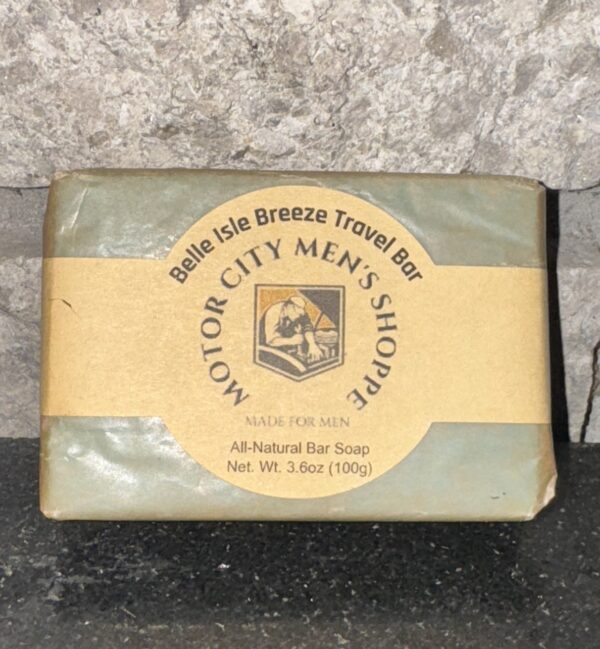 Belle Isle Breeze Travel Bar
MOTOR CITY MEN'S SHOPPE
MADE FOR MEN
All-Natural Bar Soap
Net. Wt. 3.6oz (100g)